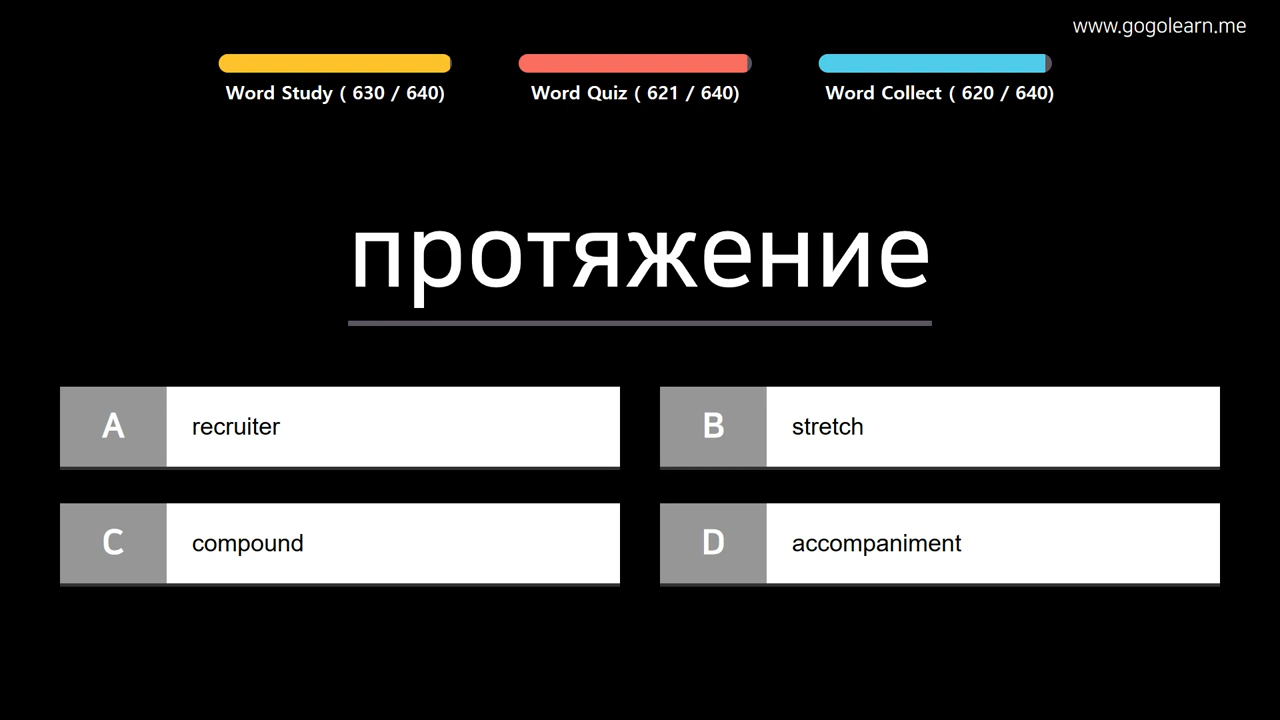 www.gogolearn.me
Word Study ( 630 / 640)
Word Quiz ( 621 / 640)
Word Collect ( 620 / 640)
протяжение
A recruiter
B stretch
C compound
D accompaniment